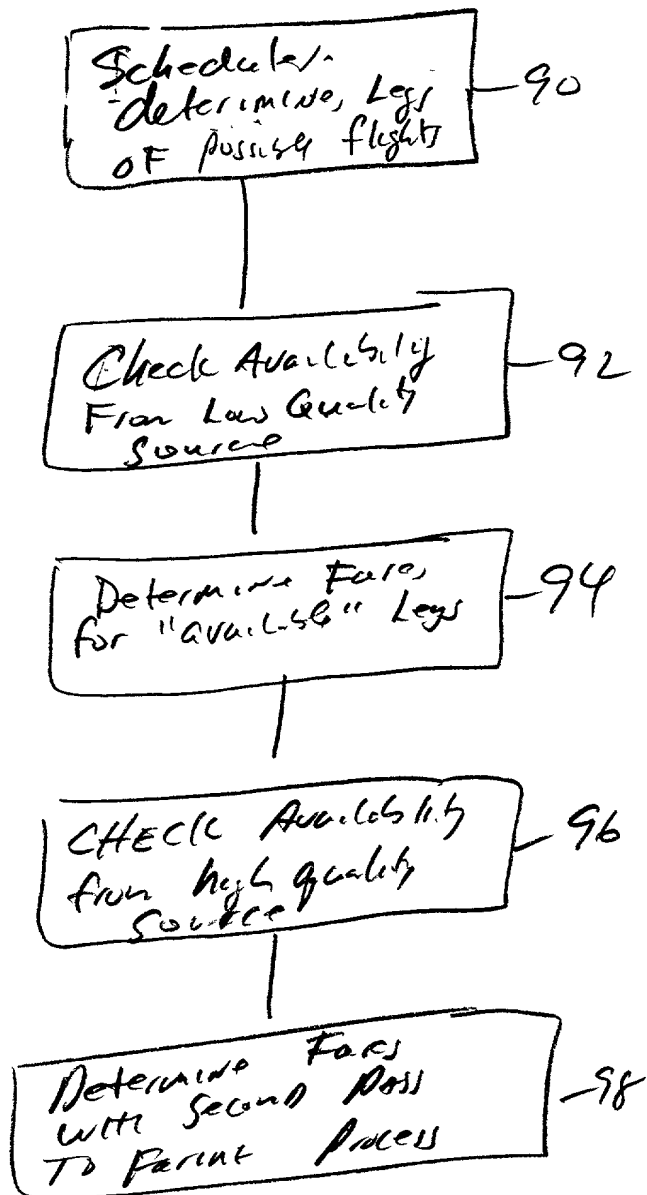 Scheduler
determines Legs
OF possible flights
90
Check Availability
From Low Quality
Source
92
Determine Fares
for "available" Legs
94
CHECK Availability
from high quality
Source
96
Determine Fares
with Second Pass
To Faring Process
98